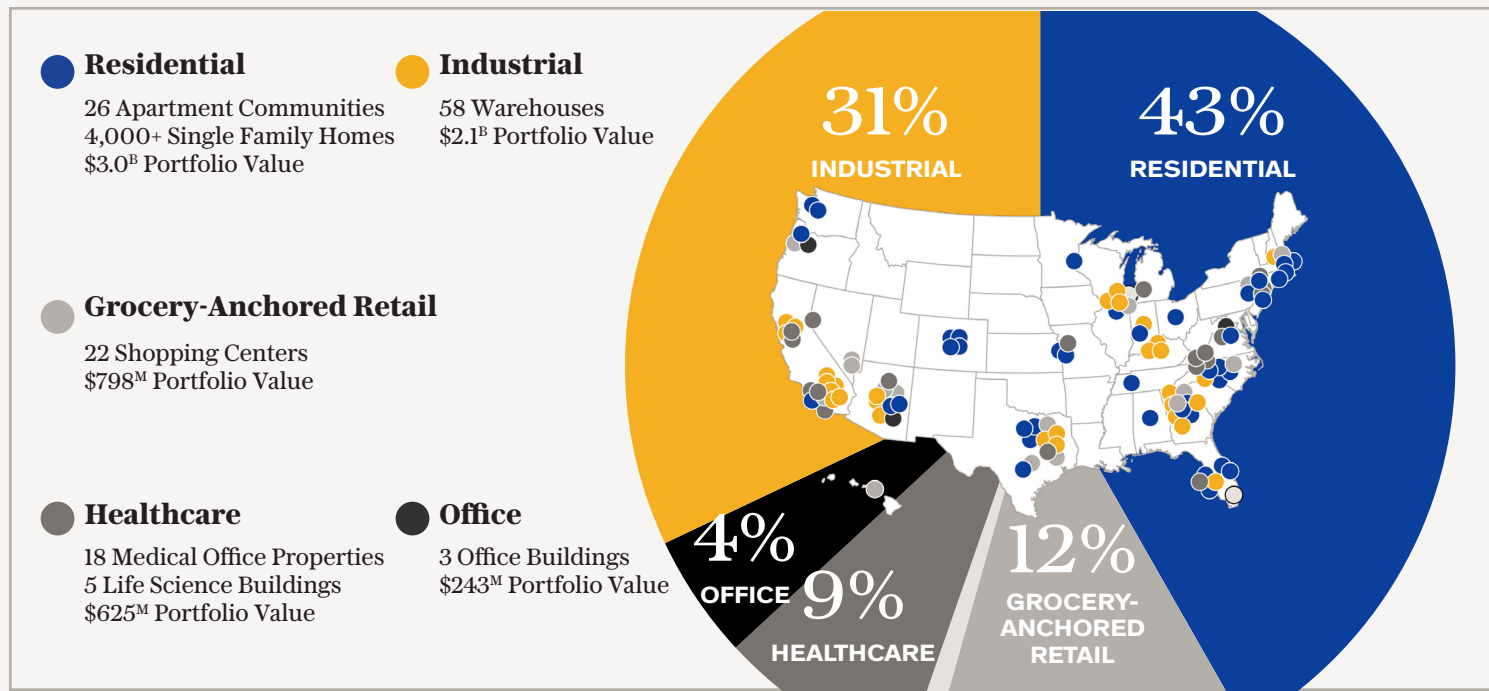 Residential
26 Apartment Communities
4,000+ Single Family Homes
$3.0ᴮ Portfolio Value
Industrial
58 Warehouses
$2.1ᴮ Portfolio Value
Grocery-Anchored Retail
22 Shopping Centers
$798ᴹ Portfolio Value
Healthcare
18 Medical Office Properties
5 Life Science Buildings
$625ᴹ Portfolio Value
Office
3 Office Buildings
$243ᴹ Portfolio Value
31%
INDUSTRIAL
43%
RESIDENTIAL
4%
OFFICE
9%
HEALTHCARE
12%
GROCERY-
ANCHORED
RETAIL